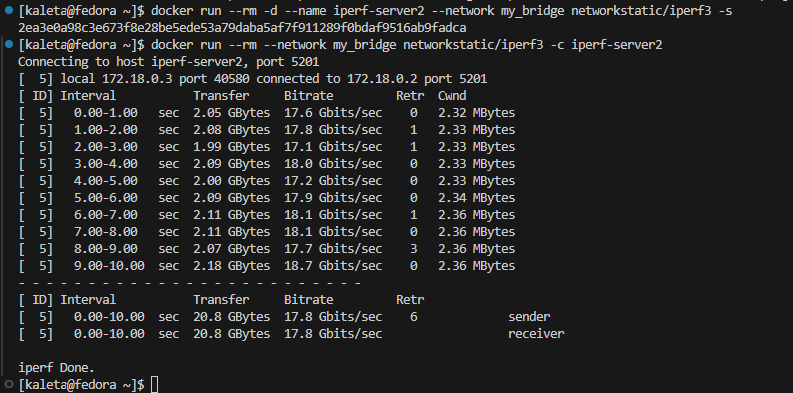 [kaleta@fedora ~]$ docker run --rm -d --name iperf-server2 --network my_bridge networkstatic/iperf3 -s
2ea3e0a98c3e673f8e28be5ede53a79daba5af7f911289f0bdaf9516ab9fadca
[kaleta@fedora ~]$ docker run --rm --network my_bridge networkstatic/iperf3 -c iperf-server2
Connecting to host iperf-server2, port 5201
[  5] local 172.18.0.3 port 40580 connected to 172.18.0.2 port 5201
[ ID] Interval           Transfer     Bitrate         Retr  Cwnd
[  5]   0.00-1.00   sec  2.05 GBytes  17.6 Gbits/sec    0   2.32 MBytes
[  5]   1.00-2.00   sec  2.08 GBytes  17.8 Gbits/sec    1   2.33 MBytes
[  5]   2.00-3.00   sec  1.99 GBytes  17.1 Gbits/sec    1   2.33 MBytes
[  5]   3.00-4.00   sec  2.09 GBytes  18.0 Gbits/sec    0   2.33 MBytes
[  5]   4.00-5.00   sec  2.00 GBytes  17.2 Gbits/sec    0   2.33 MBytes
[  5]   5.00-6.00   sec  2.09 GBytes  17.9 Gbits/sec    0   2.34 MBytes
[  5]   6.00-7.00   sec  2.11 GBytes  18.1 Gbits/sec    1   2.36 MBytes
[  5]   7.00-8.00   sec  2.11 GBytes  18.1 Gbits/sec    0   2.36 MBytes
[  5]   8.00-9.00   sec  2.07 GBytes  17.7 Gbits/sec    3   2.36 MBytes
[  5]   9.00-10.00  sec  2.18 GBytes  18.7 Gbits/sec    0   2.36 MBytes
- - - - - - - - - - - - - - - - - - - - - - - - -
[ ID] Interval           Transfer     Bitrate         Retr
[  5]   0.00-10.00  sec  20.8 GBytes  17.8 Gbits/sec    6             sender
[  5]   0.00-10.00  sec  20.8 GBytes  17.8 Gbits/sec                  receiver
iperf Done.
[kaleta@fedora ~]$